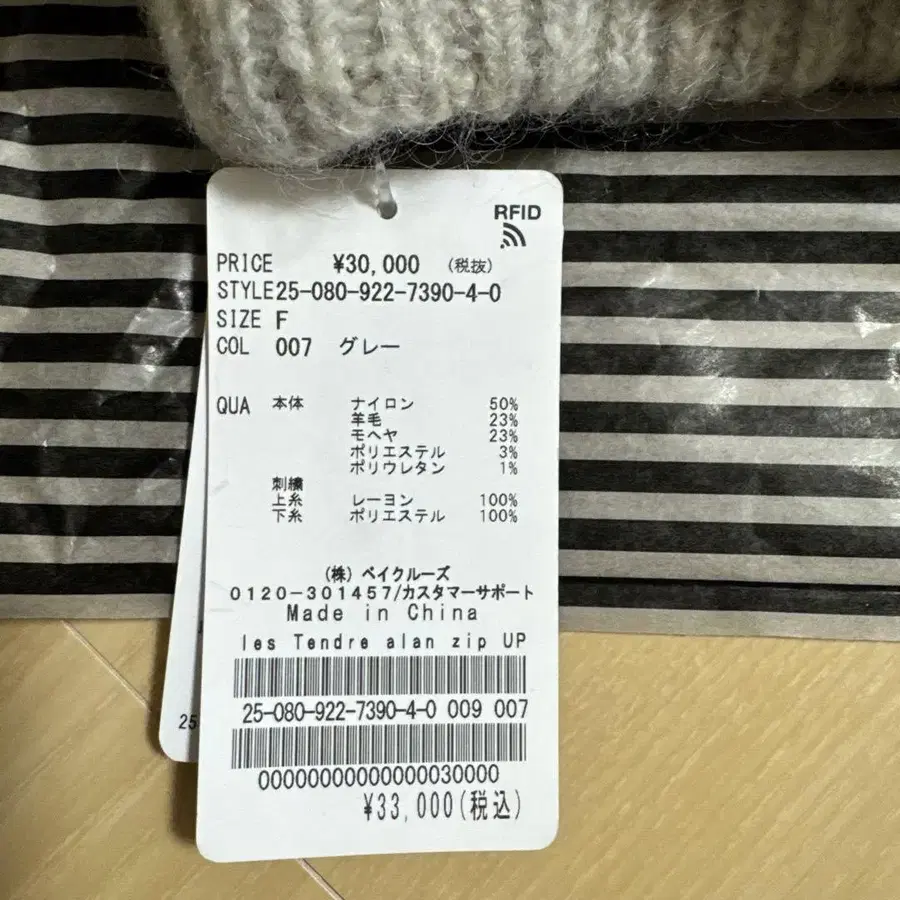 RFID
PRICE ¥30,000 (税抜)
STYLE25-080-922-7390-4-0
SIZE F
COL 007 グレー
QUA 本体 ナイロン 50%
羊毛 23%
モヘヤ 23%
ポリエステル 3%
ポリウレタン 1%
刺繍
上糸 レーヨン 100%
下糸 ポリエステル 100%
(株) ベイクルーズ
0120-301457/カスタマーサポート
Made in China
les Tendre alan zip UP
25-080-922-7390-4-0 009 007
25
00000000000000030000
¥33,000(税込)